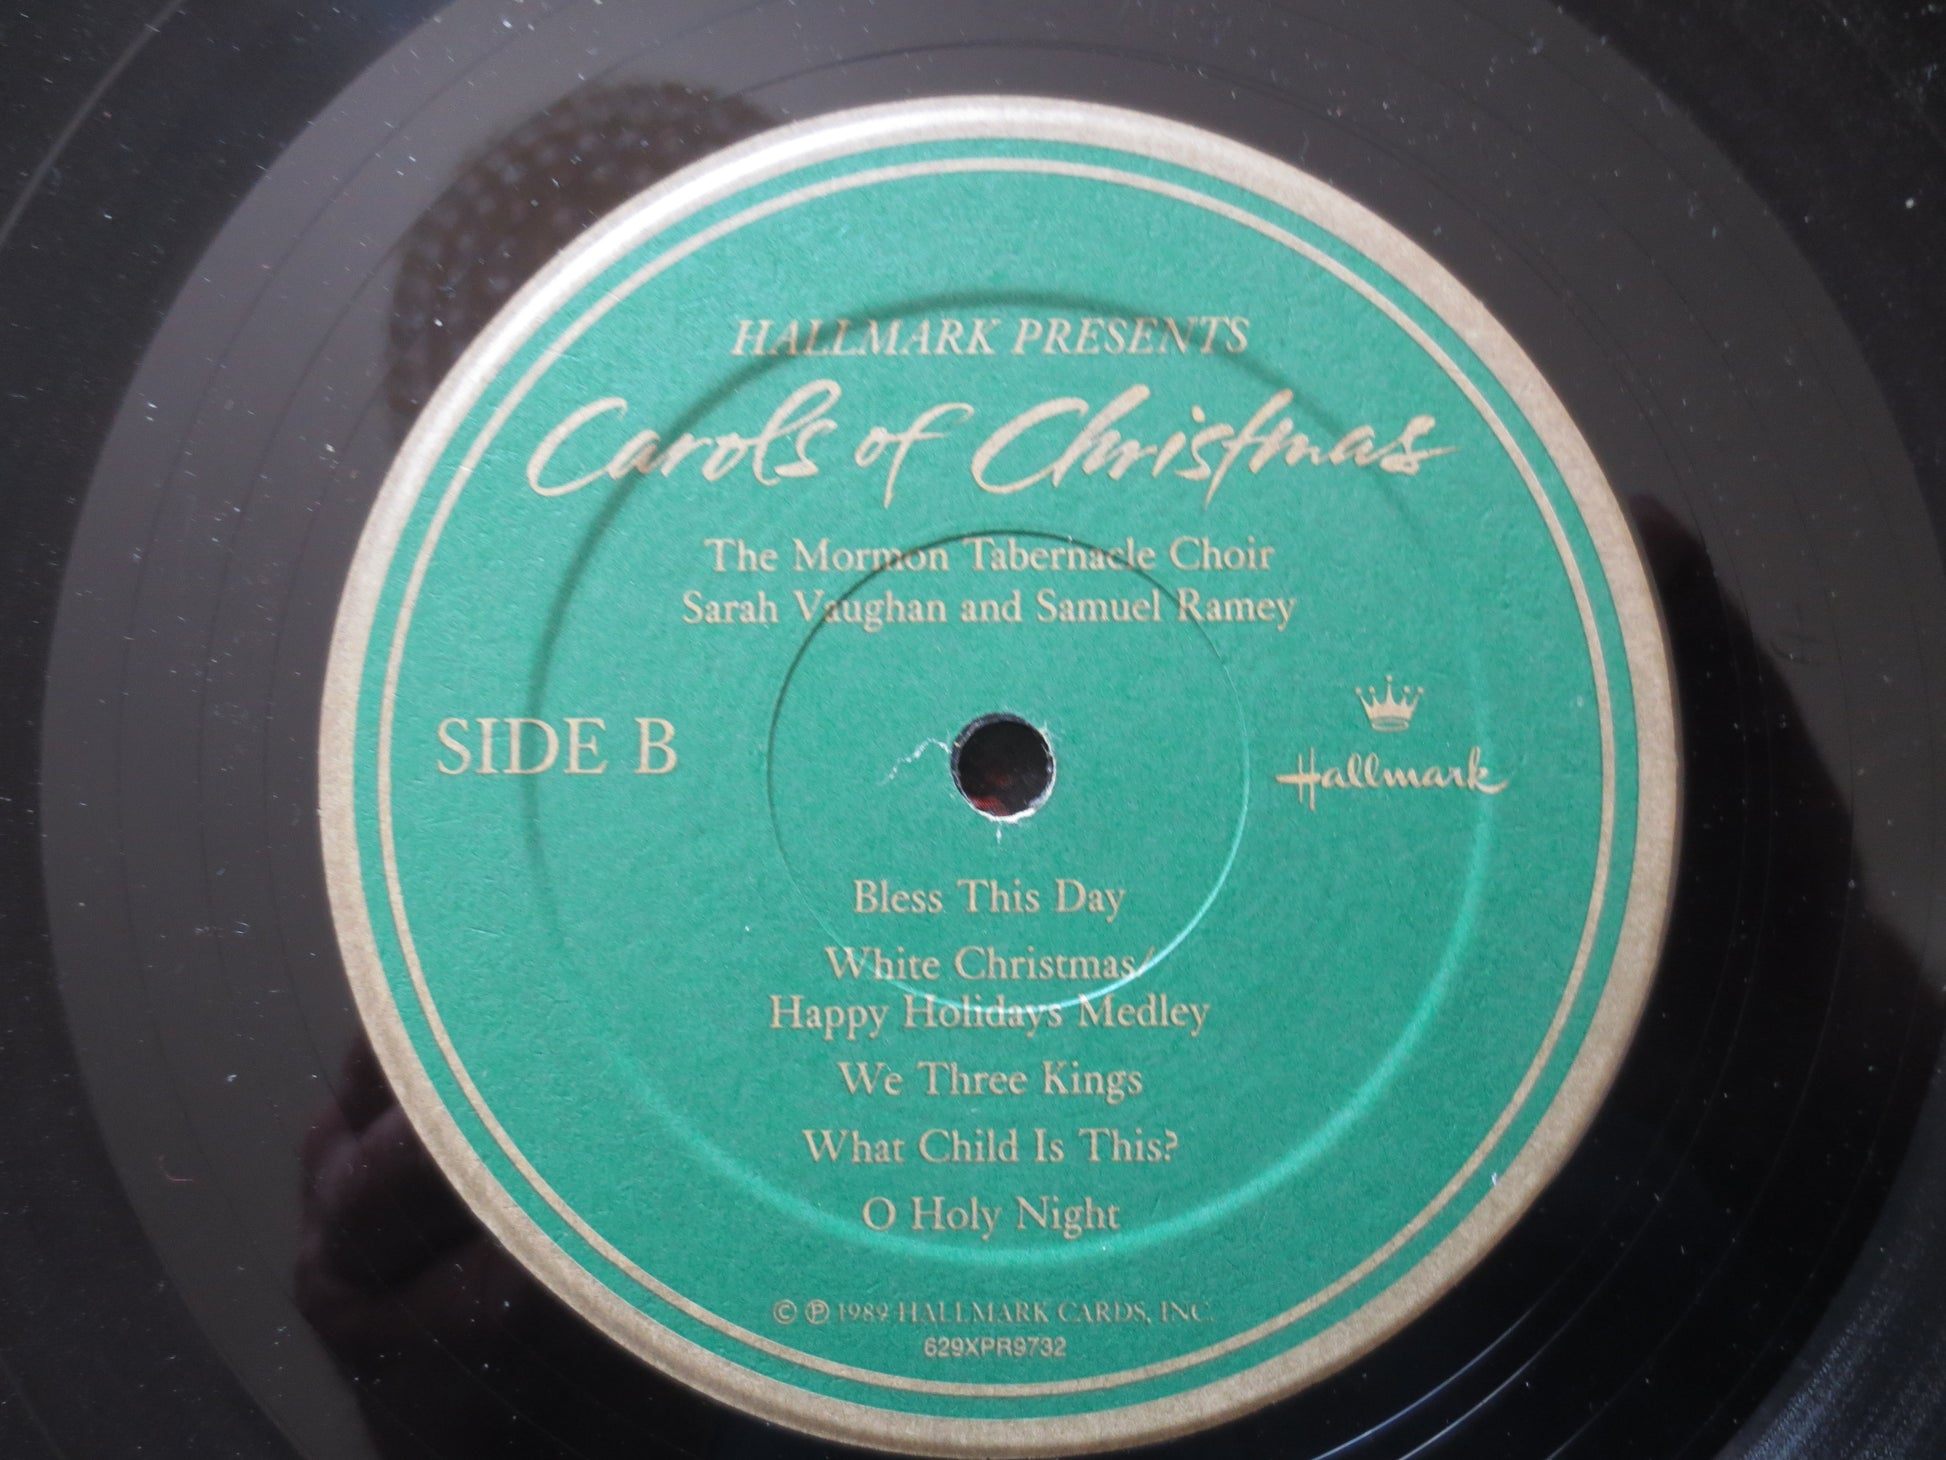 HALLMARK PRESENTS
Carols of Christmas
The Mormon Tabernacle Choir
Sarah Vaughan and Samuel Ramey
SIDE B
Hallmark
Bless This Day
White Christmas/
Happy Holidays Medley
We Three Kings
What Child Is This?
O Holy Night
© ℗ 1989 HALLMARK CARDS, INC.
629XPR9732